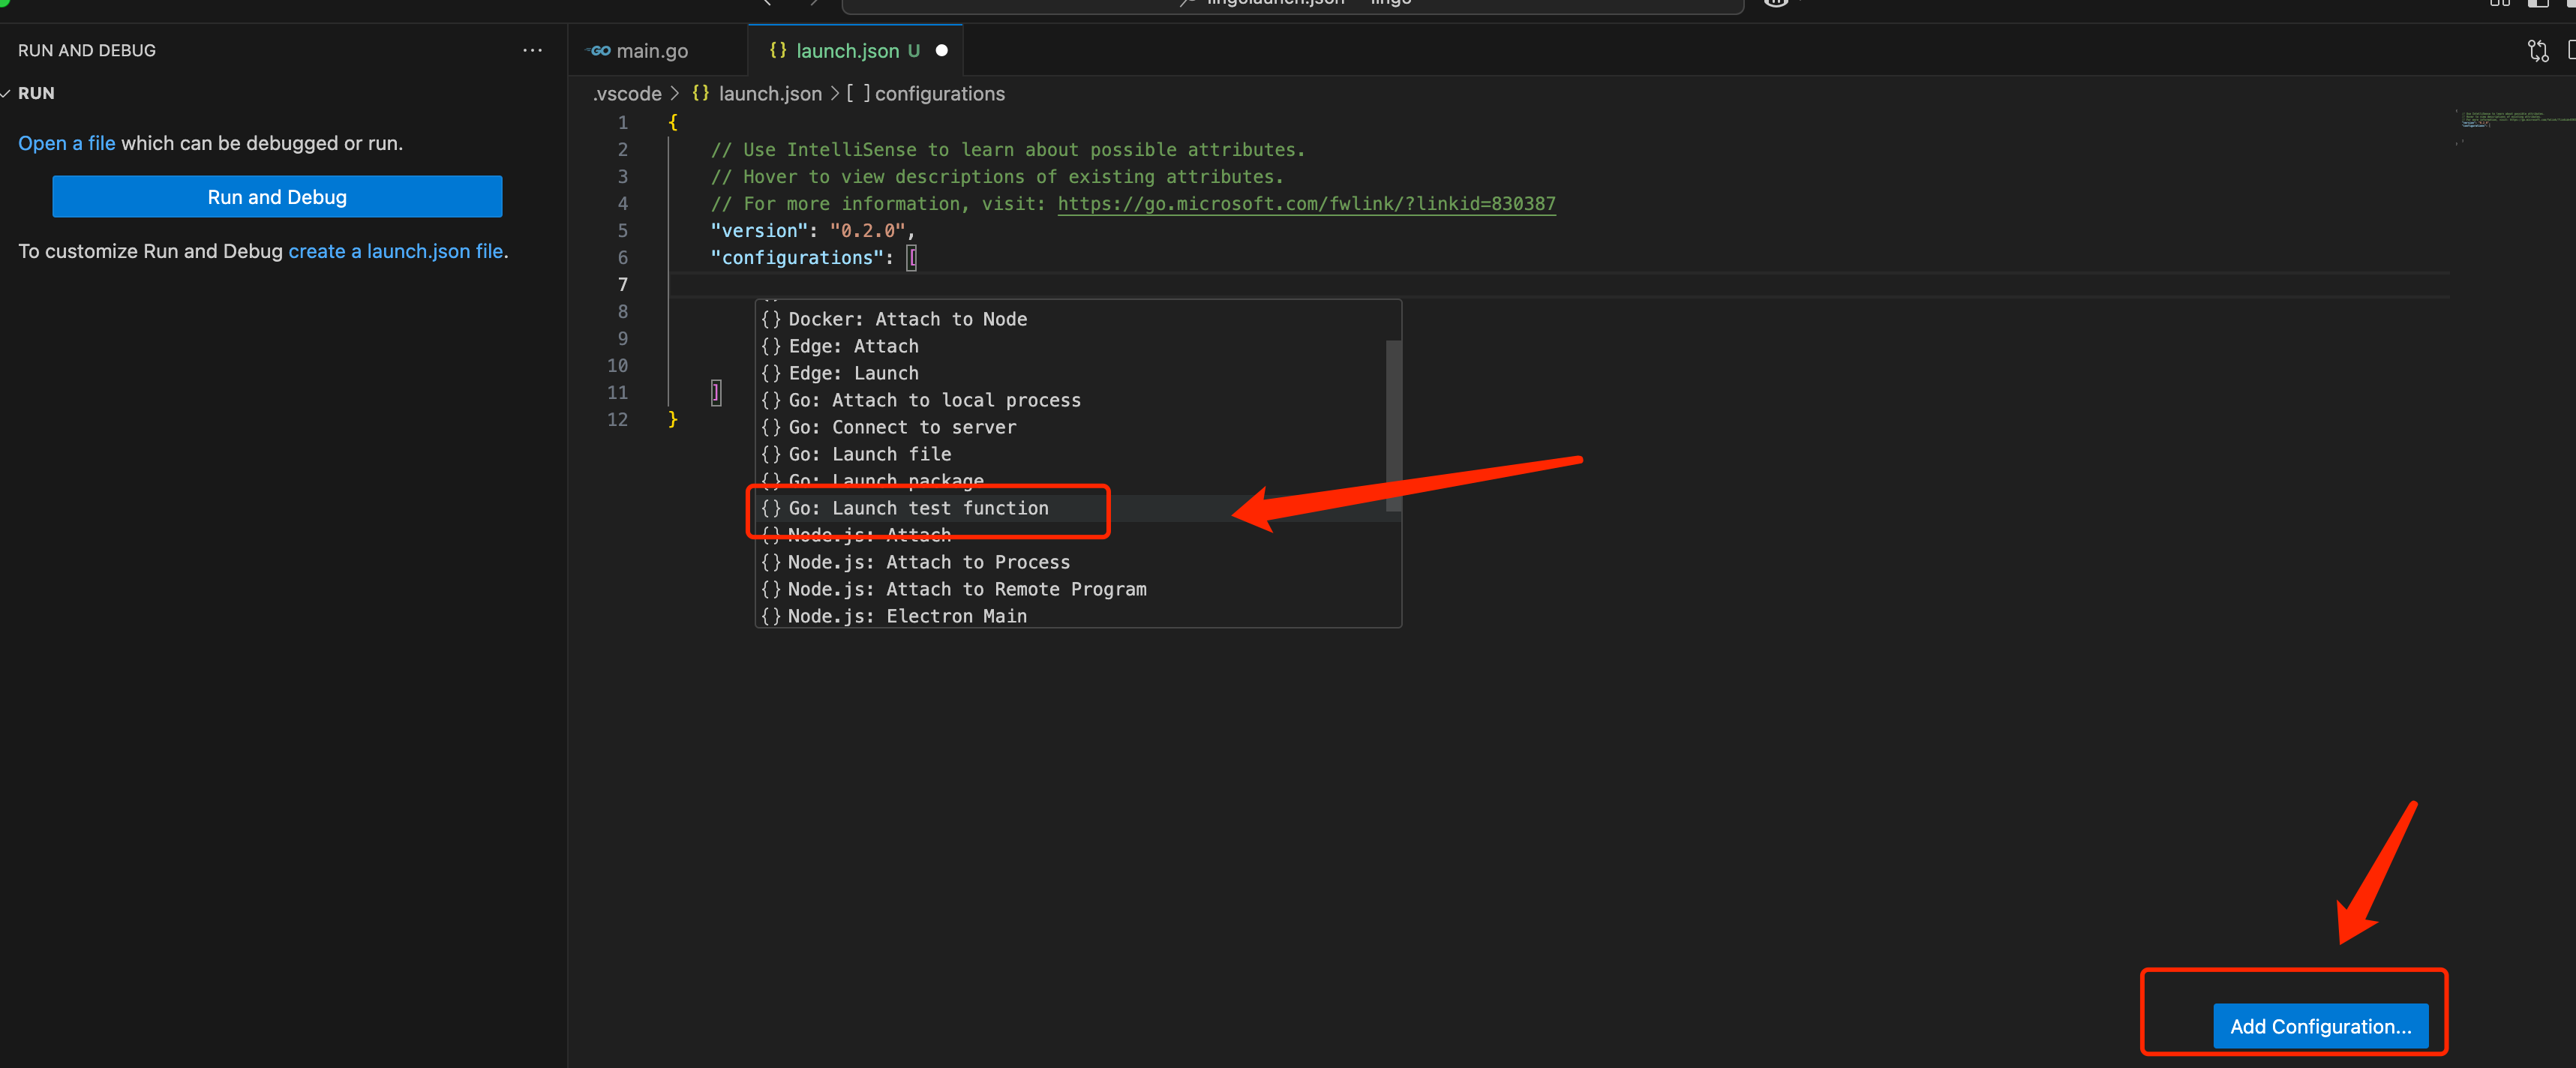 lingolaunch.json — lingo
RUN AND DEBUG
···
RUN
Open a file which can be debugged or run.
Run and Debug
To customize Run and Debug create a launch.json file.
GO main.go
{} launch.json U
.vscode > {} launch.json > [ ] configurations
1 {
2 // Use IntelliSense to learn about possible attributes.
3 // Hover to view descriptions of existing attributes.
4 // For more information, visit: https://go.microsoft.com/fwlink/?linkid=830387
5 "version": "0.2.0",
6 "configurations": [
7
8
9
10
11 ]
12 }
{} Docker: Attach to Node
{} Edge: Attach
{} Edge: Launch
{} Go: Attach to local process
{} Go: Connect to server
{} Go: Launch file
{} Go: Launch package
{} Go: Launch test function
{} Node.js: Attach
{} Node.js: Attach to Process
{} Node.js: Attach to Remote Program
{} Node.js: Electron Main
Add Configuration...